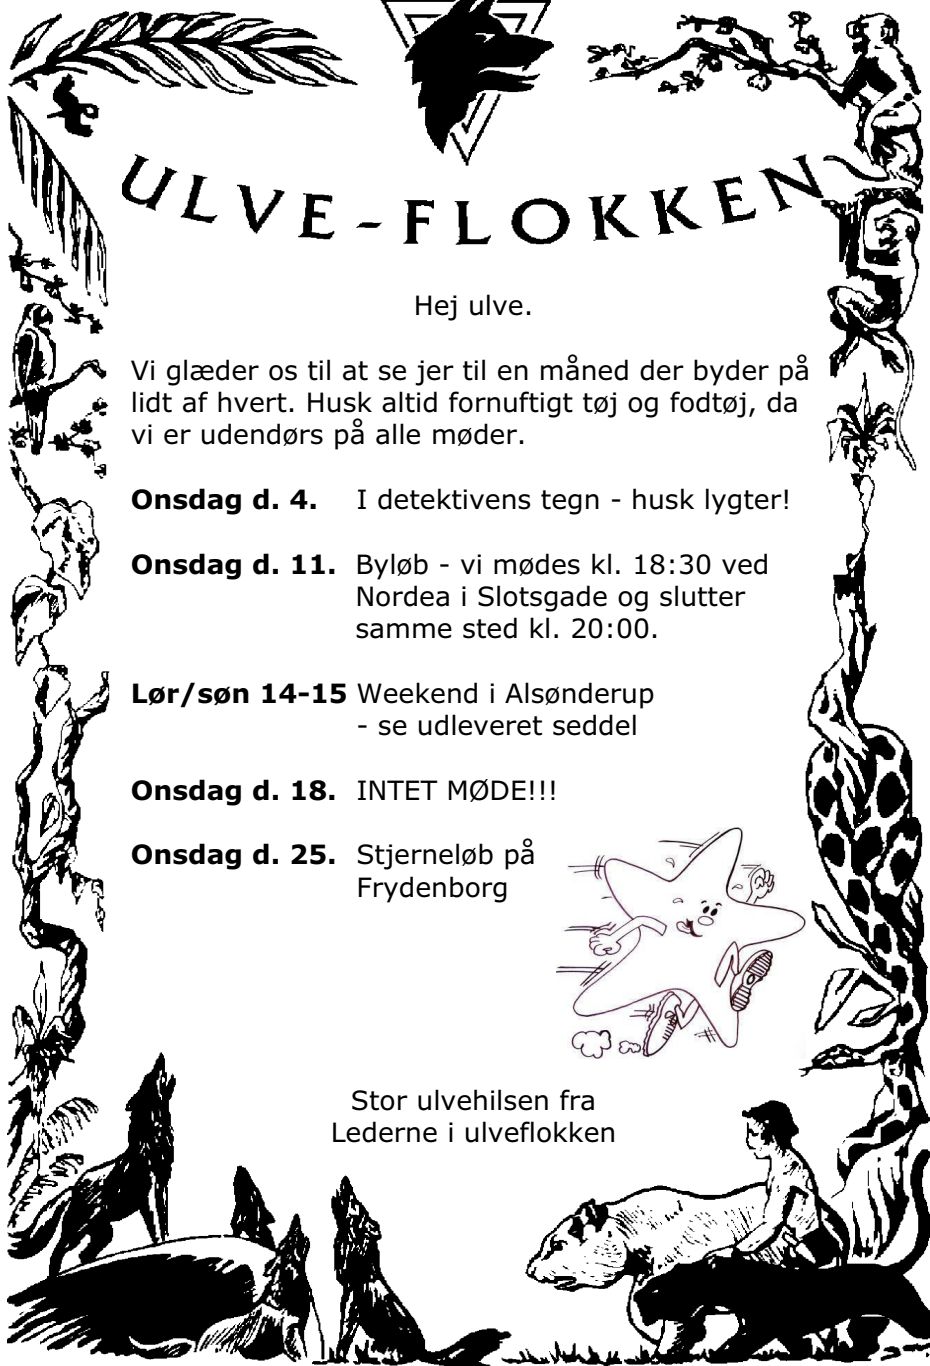 ULVE-FLOKKEN
Hej ulve.
Vi glæder os til at se jer til en måned der byder på
lidt af hvert. Husk altid fornuftigt tøj og fodtøj, da
vi er udendørs på alle møder.
Onsdag d. 4. I detektivens tegn - husk lygter!
Onsdag d. 11. Byløb - vi mødes kl. 18:30 ved
Nordea i Slotsgade og slutter
samme sted kl. 20:00.
Lør/søn 14-15 Weekend i Alsønderup
- se udleveret seddel
Onsdag d. 18. INTET MØDE!!!
Onsdag d. 25. Stjerneløb på
Frydenborg
Stor ulvehilsen fra
Lederne i ulveflokken